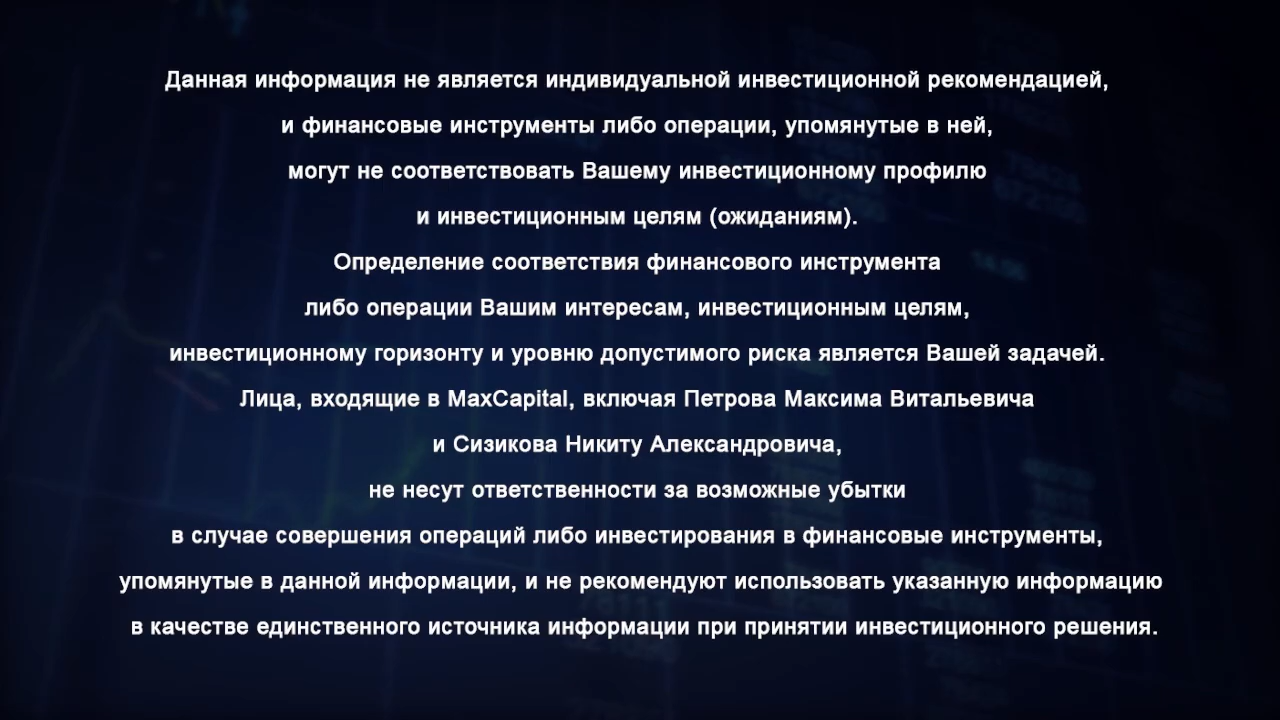 Данная информация не является индивидуальной инвестиционной рекомендацией,
и финансовые инструменты либо операции, упомянутые в ней,
могут не соответствовать Вашему инвестиционному профилю
и инвестиционным целям (ожиданиям).
Определение соответствия финансового инструмента
либо операции Вашим интересам, инвестиционным целям,
инвестиционному горизонту и уровню допустимого риска является Вашей задачей.
Лица, входящие в MaxCapital, включая Петрова Максима Витальевича
и Сизикова Никиту Александровича,
не несут ответственности за возможные убытки
в случае совершения операций либо инвестирования в финансовые инструменты,
упомянутые в данной информации, и не рекомендуют использовать указанную информацию
в качестве единственного источника информации при принятии инвестиционного решения.